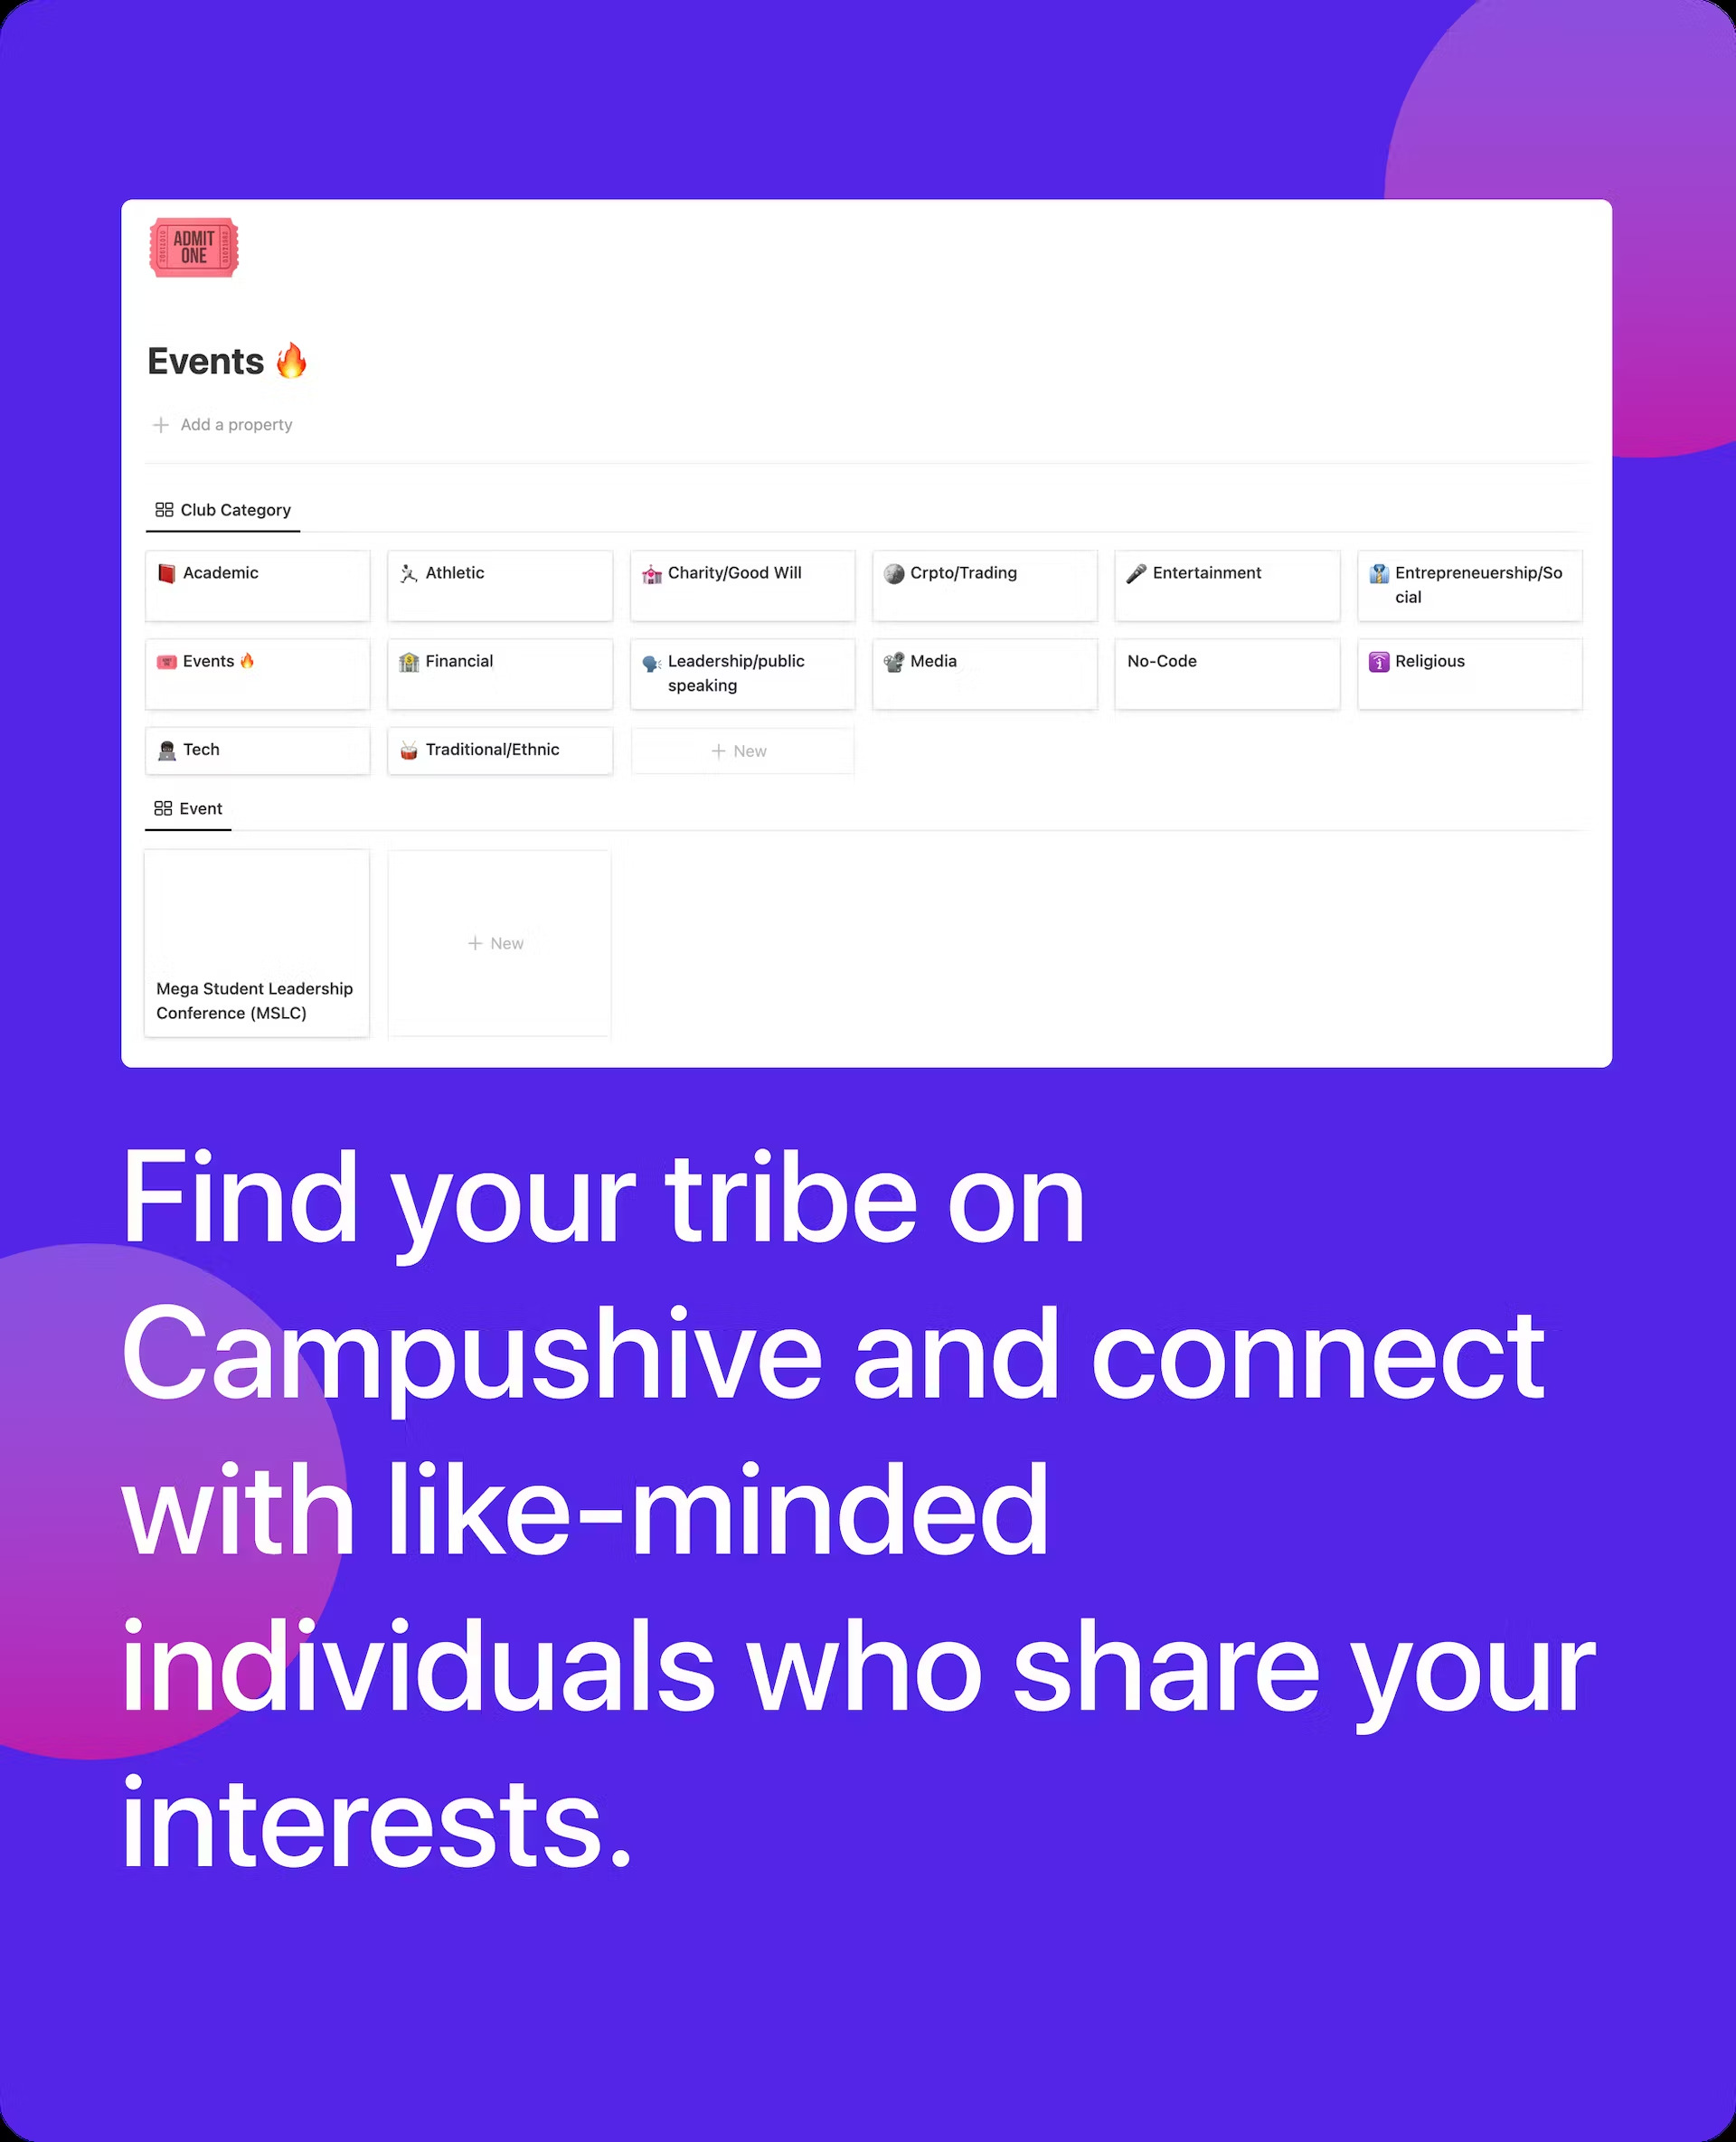 ADMIT
ONE
Events 🔥
+ Add a property
Club Category
Academic
Athletic
Charity/Good Will
Crpto/Trading
Entertainment
Entrepreneuership/So
cial
Events 🔥
Financial
Leadership/public
speaking
Media
No-Code
Religious
Tech
Traditional/Ethnic
+ New
Event
Mega Student Leadership
Conference (MSLC)
+ New
Find your tribe on
Campushive and connect
with like-minded
individuals who share your
interests.